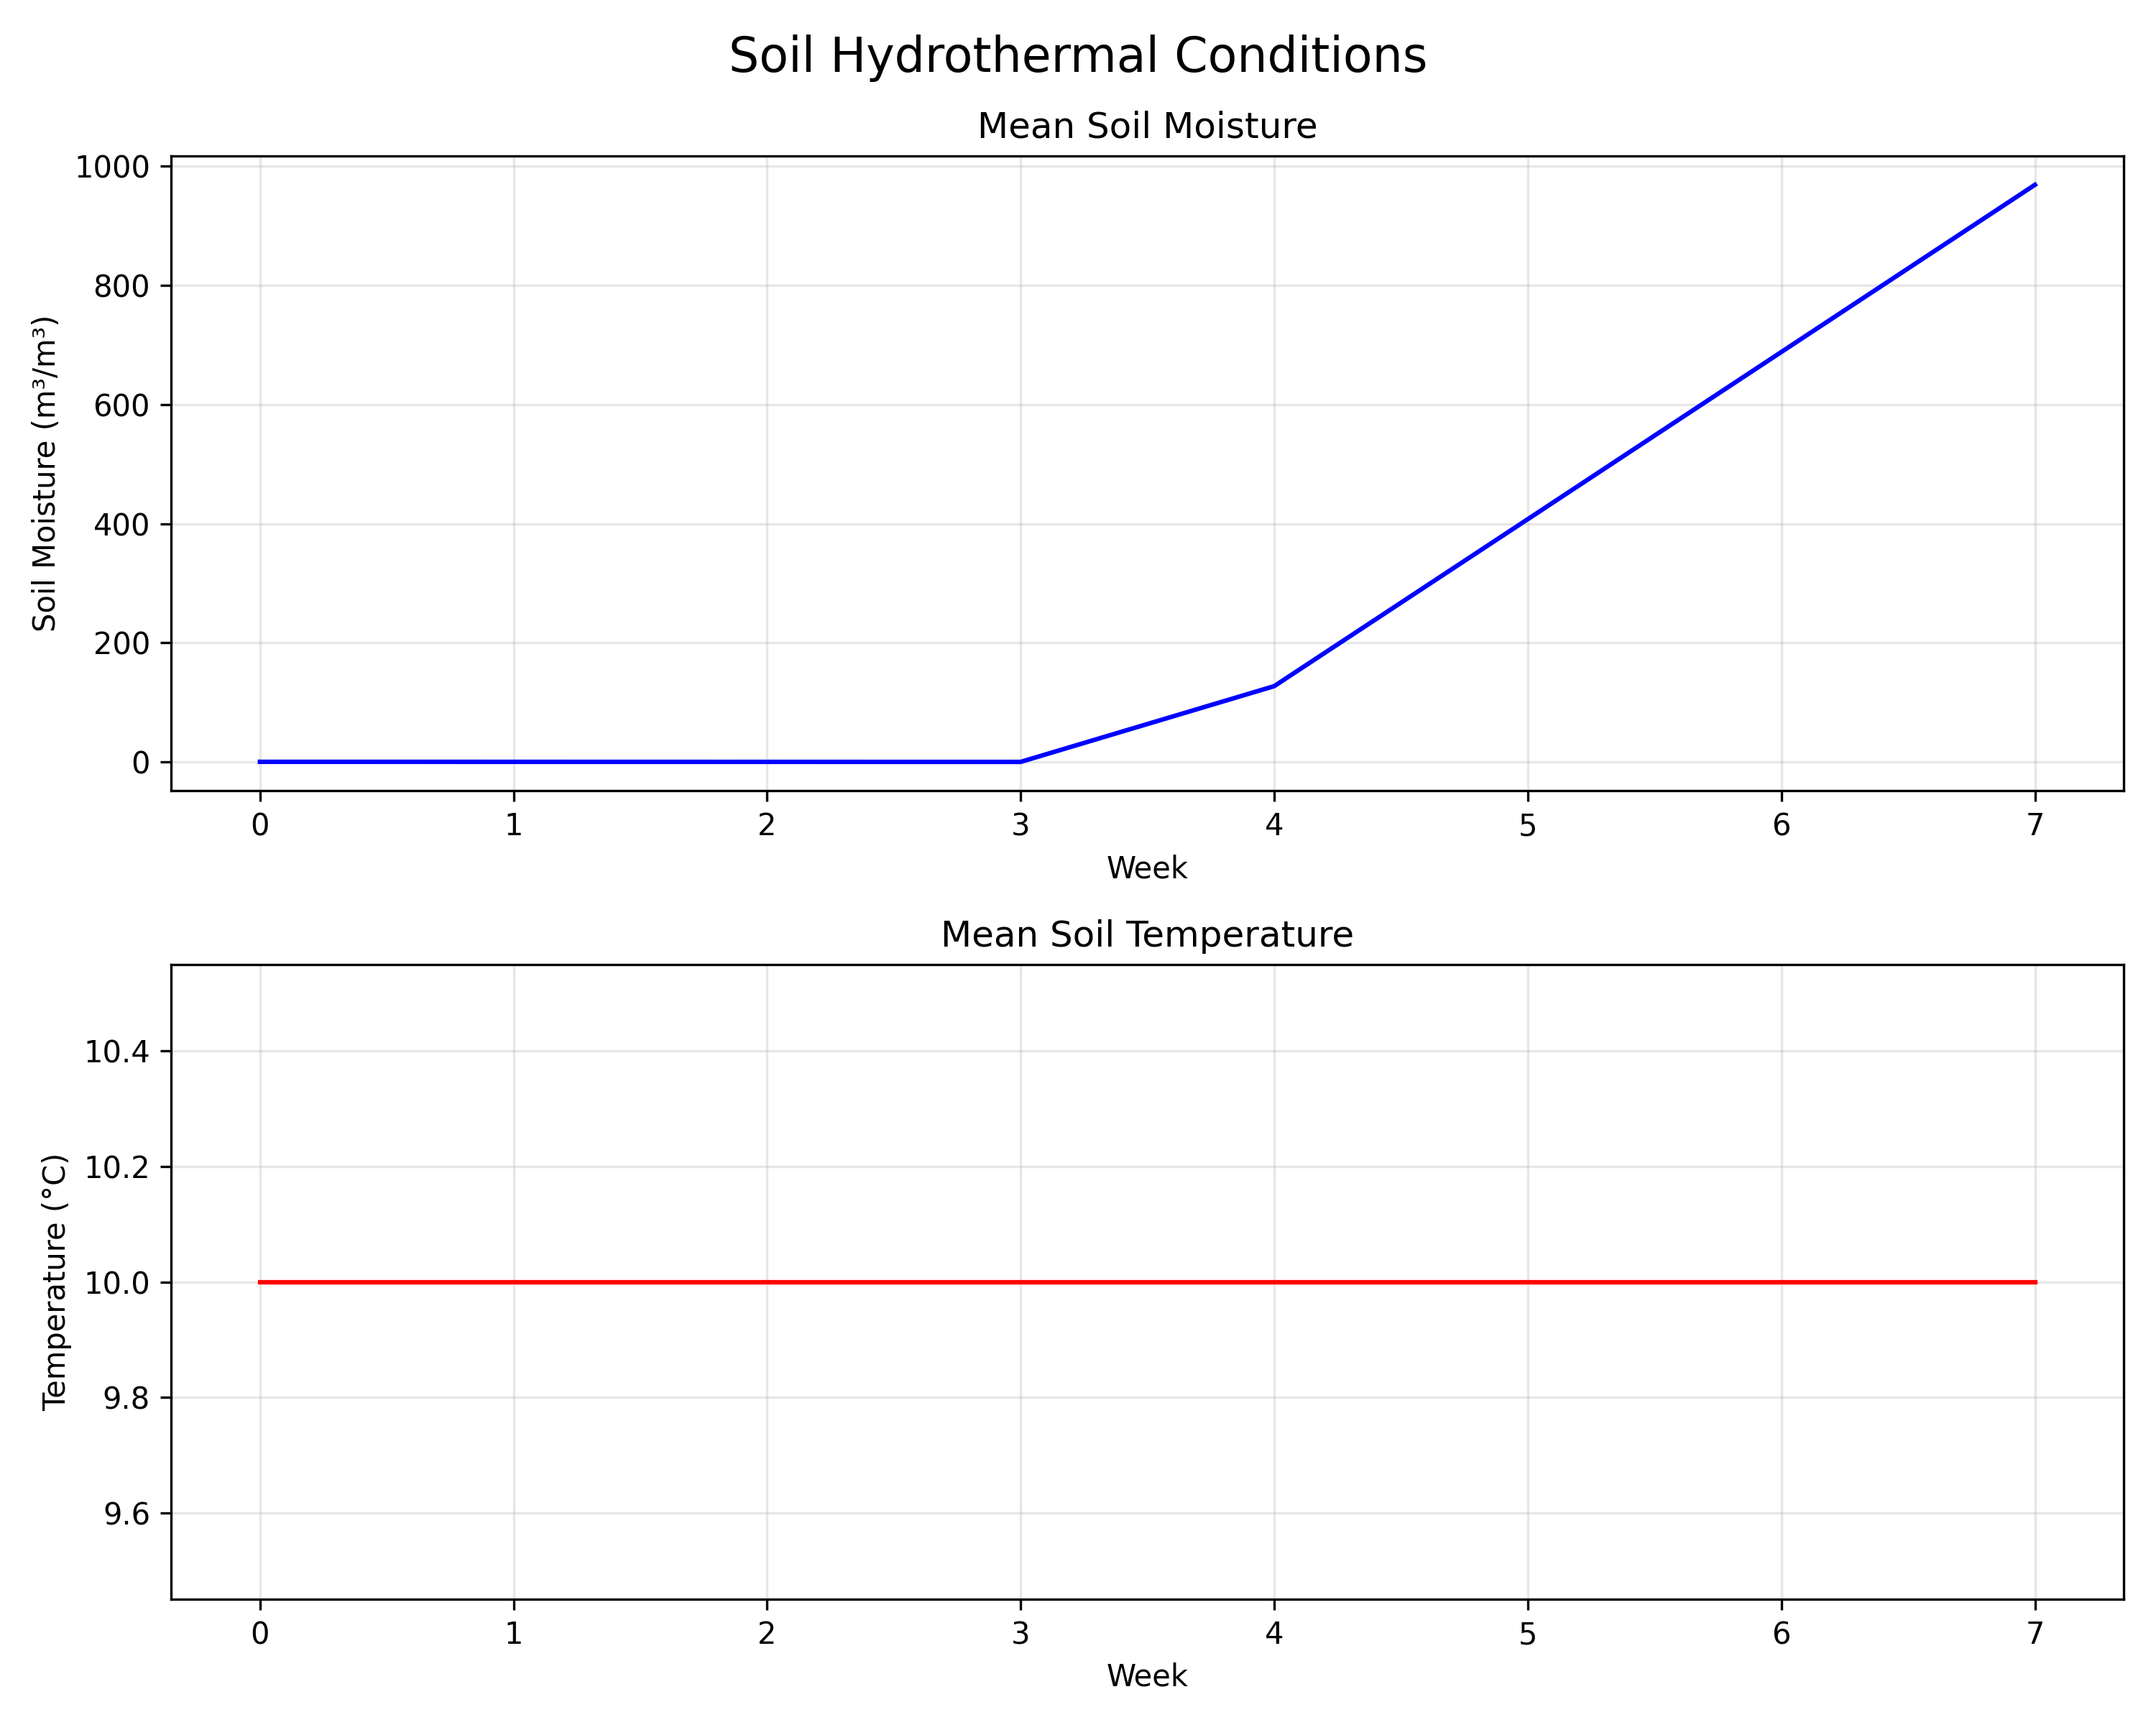 Soil Hydrothermal Conditions
Mean Soil Moisture
1000
800
600
400
200
0
Soil Moisture (m³/m³)
0 1 2 3 4 5 6 7
Week
Mean Soil Temperature
10.4
10.2
10.0
9.8
9.6
Temperature (°C)
0 1 2 3 4 5 6 7
Week